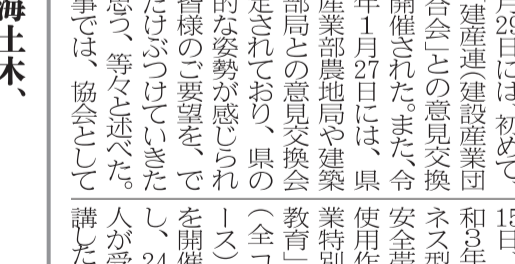 月29日には、初めて、
「建産連(建設産業団
合会」との意見交換
開催された。また、令
年1月27日には、県
産業部農地局や建築
部局との意見交換会
定されており、県の
的な姿勢が感じられ
皆様のご要望を、で
だけぶつけていきた
思う、等々と述べた。
事では、協会として
15日、
和3年
ネス型
安全帯
使用作
業特別
教育」
(全コ
ース)
を開催
し、24
人が受
講した
海土木、